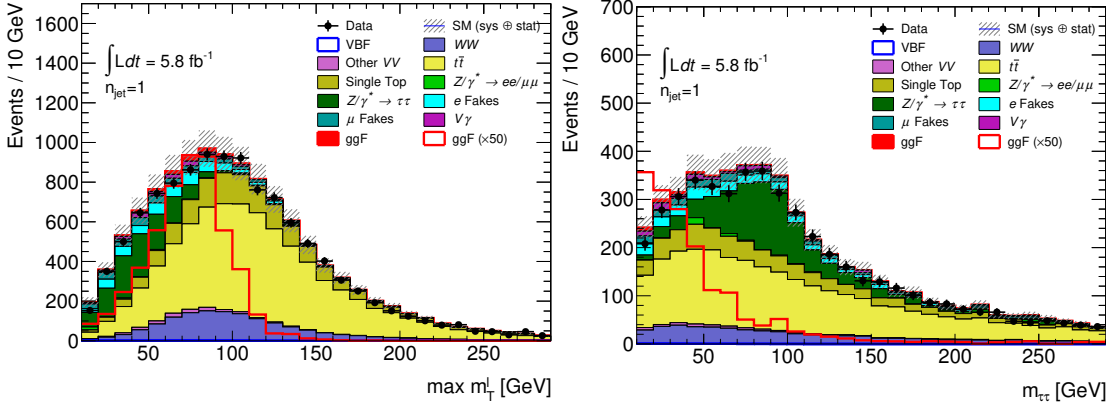 Events / 10 GeV
1600
1400
1200
1000
800
600
400
200
0
∫ Ldt = 5.8 fb⁻¹
n_jet=1
Data
SM (sys ⊕ stat)
VBF
WW
Other VV
tt̄
Single Top
Z/γ* → ee/μμ
Z/γ* → ττ
e Fakes
μ Fakes
Vγ
ggF
ggF (×50)
50
100
150
200
250
max m_T^l [GeV]
Events / 10 GeV
700
600
500
400
300
200
100
0
∫ Ldt = 5.8 fb⁻¹
n_jet=1
Data
SM (sys ⊕ stat)
VBF
WW
Other VV
tt̄
Single Top
Z/γ* → ee/μμ
Z/γ* → ττ
e Fakes
μ Fakes
Vγ
ggF
ggF (×50)
50
100
150
200
250
m_ττ [GeV]